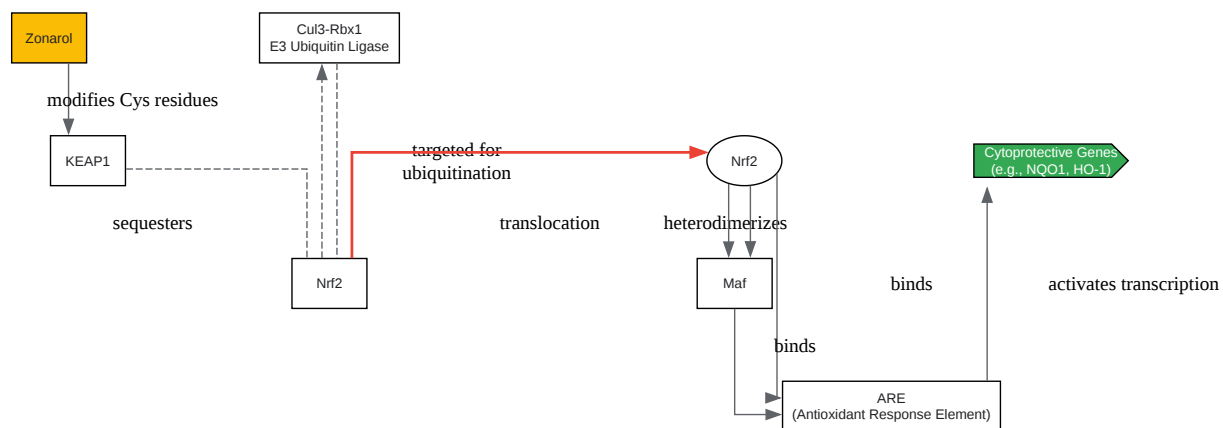 Zonarol
Cul3-Rbx1
E3 Ubiquitin Ligase
modifies Cys residues
KEAP1
targeted for
ubiquitination
Nrf2
Cytoprotective Genes
(e.g., NQO1, HO-1)
sequesters
translocation
heterodimerizes
Nrf2
Maf
binds
activates transcription
binds
ARE
(Antioxidant Response Element)